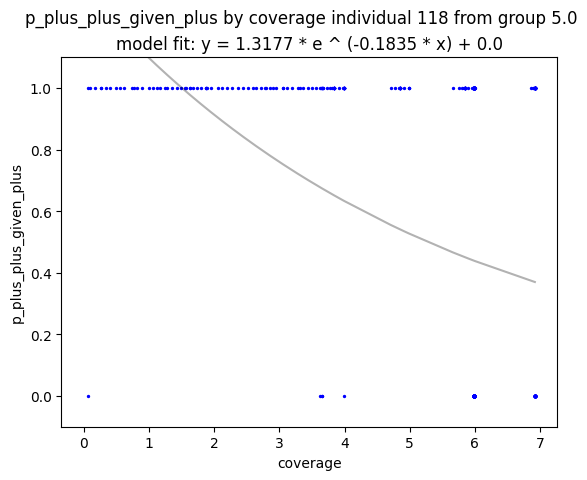 p_plus_plus_given_plus by coverage individual 118 from group 5.0
model fit: y = 1.3177 * e ^ (-0.1835 * x) + 0.0
p_plus_plus_given_plus
1.0
0.8
0.6
0.4
0.2
0.0
0 1 2 3 4 5 6 7
coverage